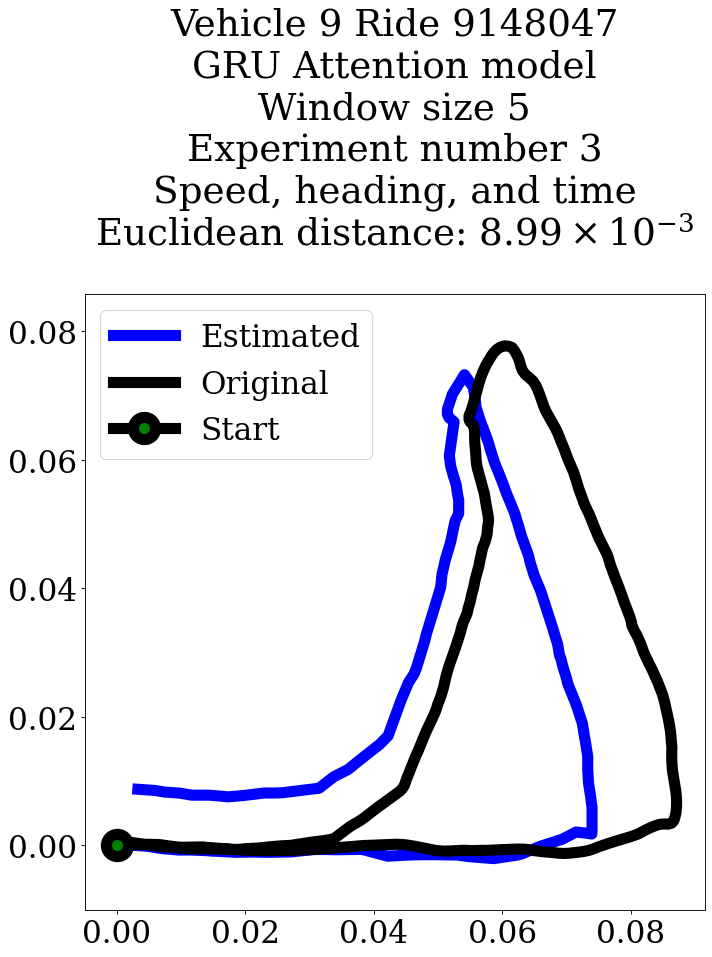 Vehicle 9 Ride 9148047
GRU Attention model
Window size 5
Experiment number 3
Speed, heading, and time
Euclidean distance: 8.99 × 10⁻³
Estimated
Original
Start
0.08
0.06
0.04
0.02
0.00
0.00 0.02 0.04 0.06 0.08